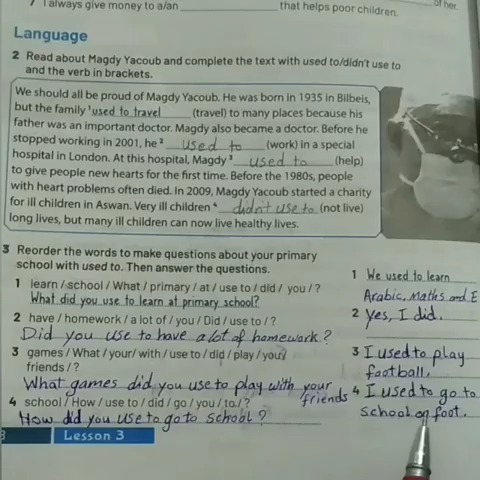 7 I always give money to a/an ____________ that helps poor children.
of her.
Language
2 Read about Magdy Yacoub and complete the text with used to/didn't use to
and the verb in brackets.
We should all be proud of Magdy Yacoub. He was born in 1935 in Bilbeis,
but the family ¹ used to travel (travel) to many places because his
father was an important doctor. Magdy also became a doctor. Before he
stopped working in 2001, he ² used to (work) in a special
hospital in London. At this hospital, Magdy ³ used to (help)
to give people new hearts for the first time. Before the 1980s, people
with heart problems often died. In 2009, Magdy Yacoub started a charity
for ill children in Aswan. Very ill children ⁴ didn't use to (not live)
long lives, but many ill children can now live healthy lives.
3 Reorder the words to make questions about your primary
school with used to. Then answer the questions.
1 learn / school / What / primary / at / use to / did / you / ?
What did you use to learn at primary school?
2 have / homework / a lot of / you / Did / use to / ?
Did you use to have a lot of homework?
3 games / What / your / with / use to / did / play / you /
friends / ?
What games did you use to play with your
friends
4 school / How / use to / did / go / you / to / ?
How did you use to go to school?
1 We used to learn
Arabic, Maths and E
2 Yes, I did.
3 I used to play
football.
4 I used to go to
school on foot.
Lesson 3